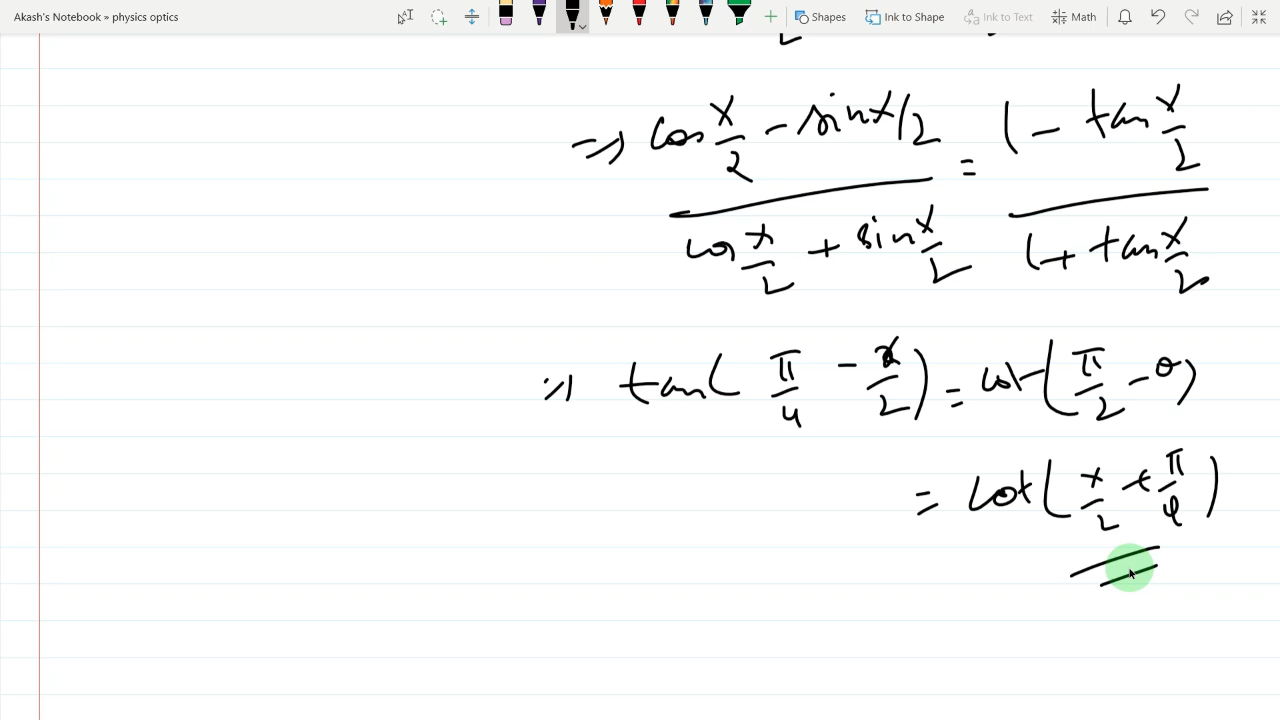 Akash's Notebook » physics optics
Shapes Ink to Shape Ink to Text Math
=> cos x/2 - sin x/2 = 1 - tan x/2
cos x/2 + sin x/2 1 + tan x/2
=> tan( π/4 - x/2 ) = cot( π/2 - θ)
= cot( x/2 + π/4 )